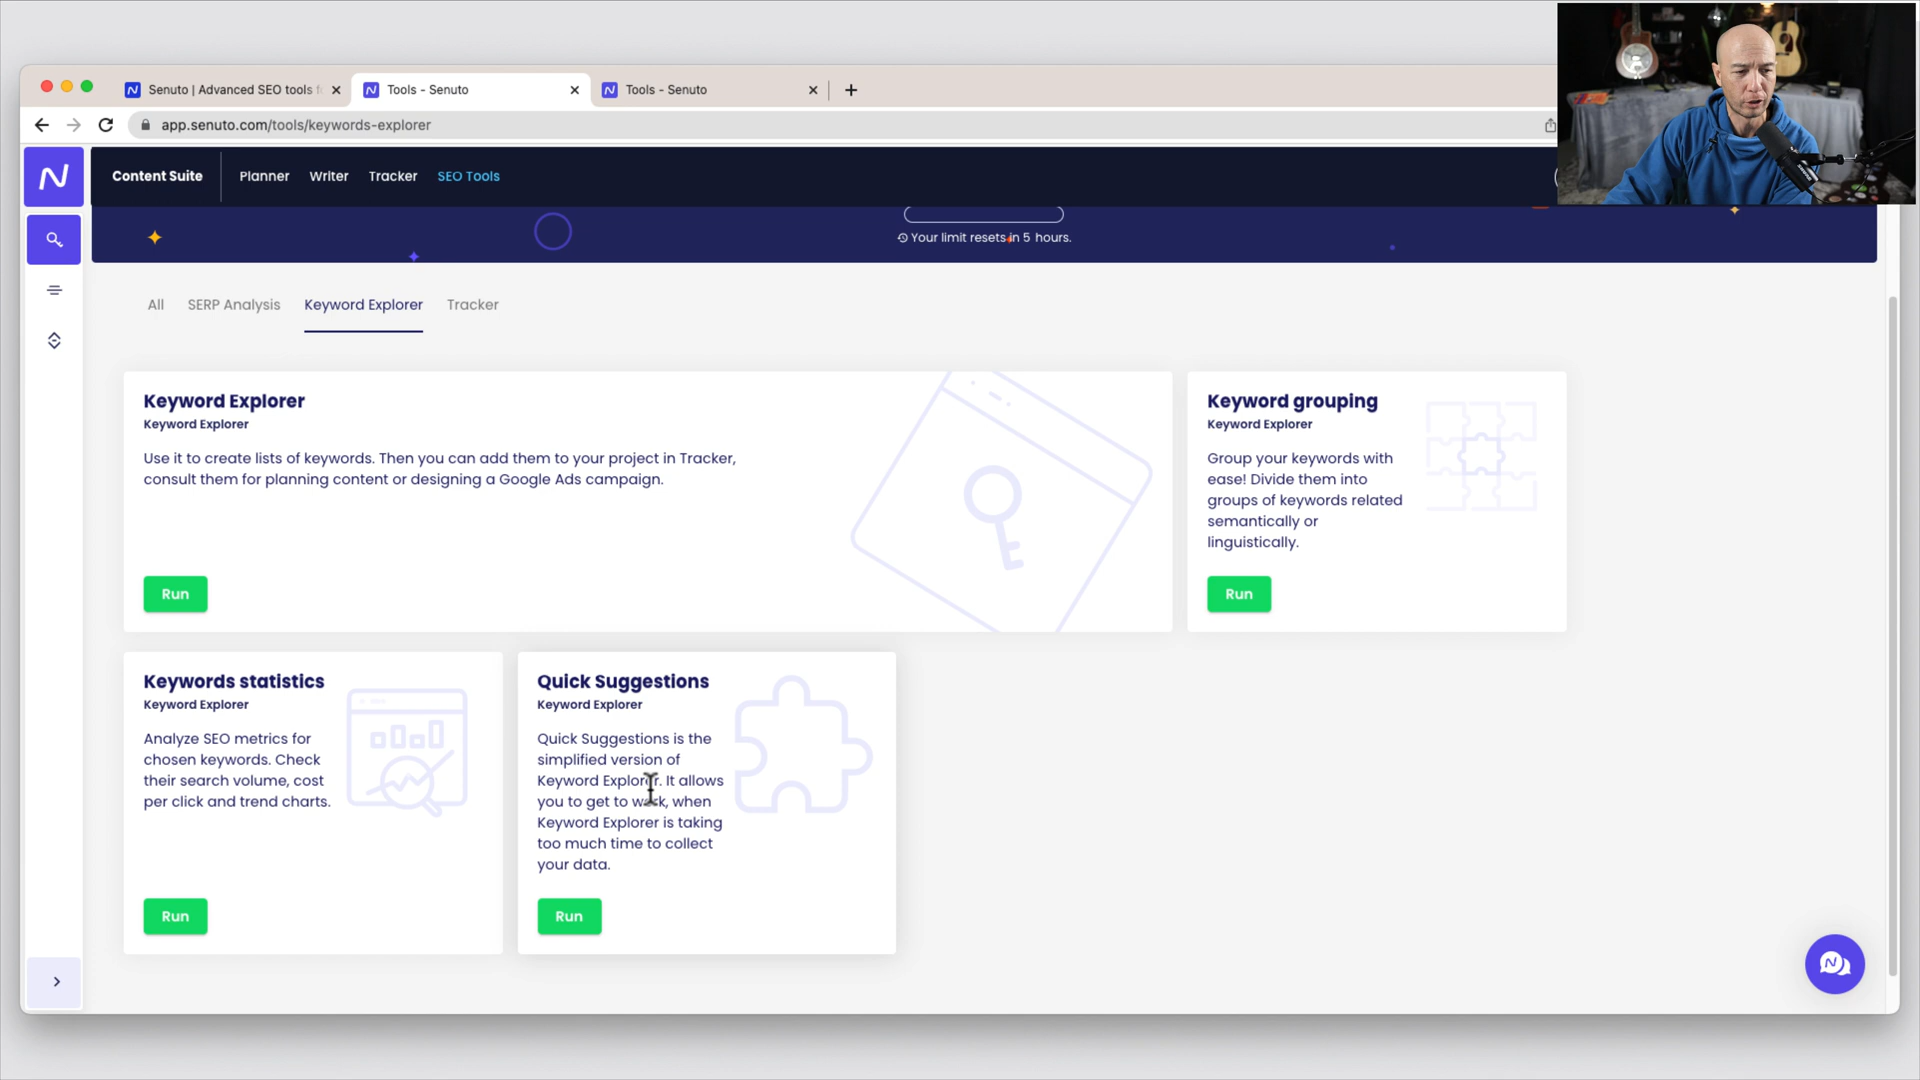 Senuto | Advanced SEO tools f
Tools - Senuto
Tools - Senuto
app.senuto.com/tools/keywords-explorer
Content Suite
Planner
Writer
Tracker
SEO Tools
Your limit resets in 5 hours.
All
SERP Analysis
Keyword Explorer
Tracker
Keyword Explorer
Keyword Explorer
Use it to create lists of keywords. Then you can add them to your project in Tracker,
consult them for planning content or designing a Google Ads campaign.
Run
Keyword grouping
Keyword Explorer
Group your keywords with
ease! Divide them into
groups of keywords related
semantically or
linguistically.
Run
Keywords statistics
Keyword Explorer
Analyze SEO metrics for
chosen keywords. Check
their search volume, cost
per click and trend charts.
Run
Quick Suggestions
Keyword Explorer
Quick Suggestions is the
simplified version of
Keyword Explorer. It allows
you to get to work, when
Keyword Explorer is taking
too much time to collect
your data.
Run